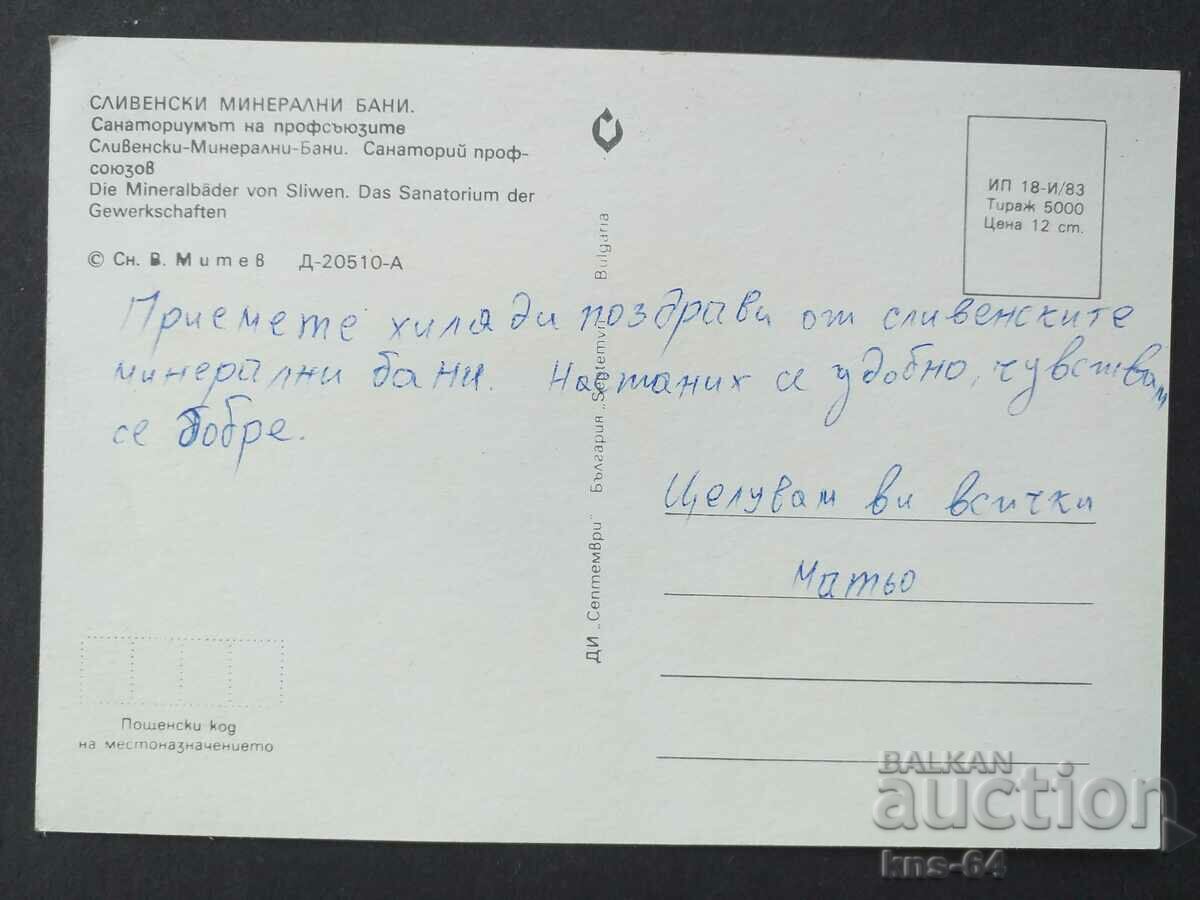 СЛИВЕНСКИ МИНЕРАЛНИ БАНИ.
Санаториумът на профсъюзите
Сливенски-Минерални-Бани. Санаторий проф-
союзов
Die Mineralbäder von Sliwen. Das Sanatorium der
Gewerkschaften
© Сн. В. Митев Д-20510-А
ИП 18-И/83
Тираж 5000
Цена 12 ст.
Приемете хиляди поздрави от сливенските
минерални бани. Настаних се удобно, чувствам
се добре.
Целувам ви всички
Матьо
ДИ „Септември" България „Septemvri" Bulgaria
Пощенски код
на местоназначението
BALKAN
auction
kns-64